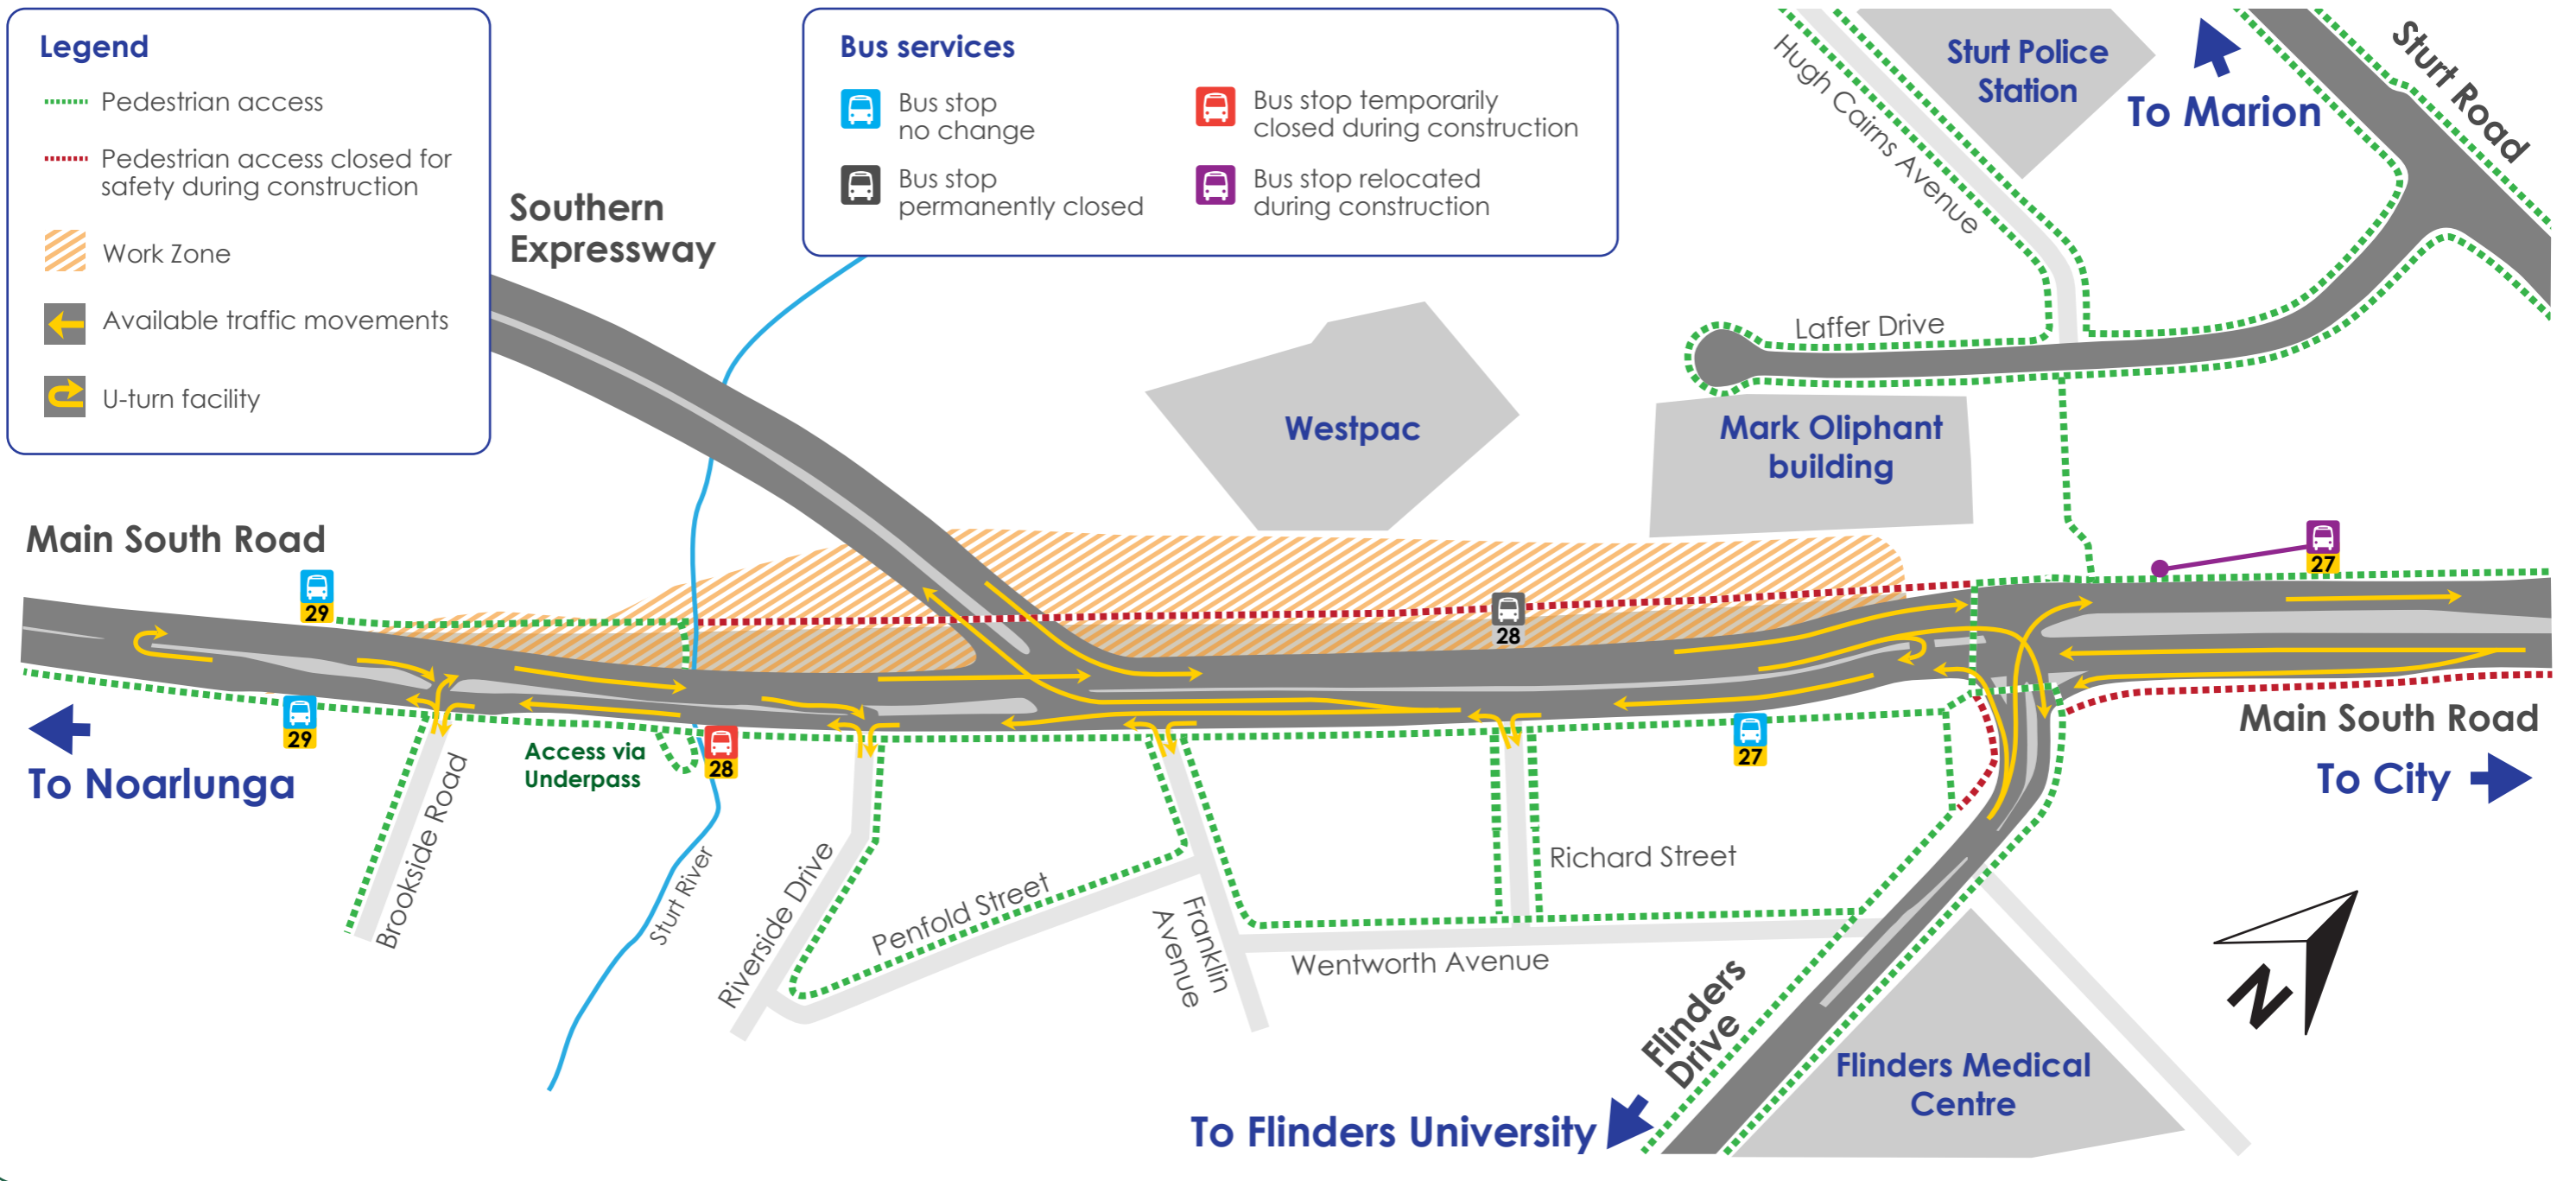 Legend
Pedestrian access
Pedestrian access closed for
safety during construction
Work Zone
Available traffic movements
U-turn facility
Bus services
Bus stop
no change
Bus stop temporarily
closed during construction
Bus stop
permanently closed
Bus stop relocated
during construction
Southern
Expressway
Hugh Cairns Avenue
Sturt Police
Station
To Marion
Sturt Road
Laffer Drive
Westpac
Mark Oliphant
building
Main South Road
29
28
27
29
Access via
Underpass
28
27
Main South Road
To Noarlunga
To City
Brookside Road
Sturt River
Riverside Drive
Penfold Street
Franklin
Avenue
Richard Street
Wentworth Avenue
Flinders
Drive
N
Flinders Medical
Centre
To Flinders University